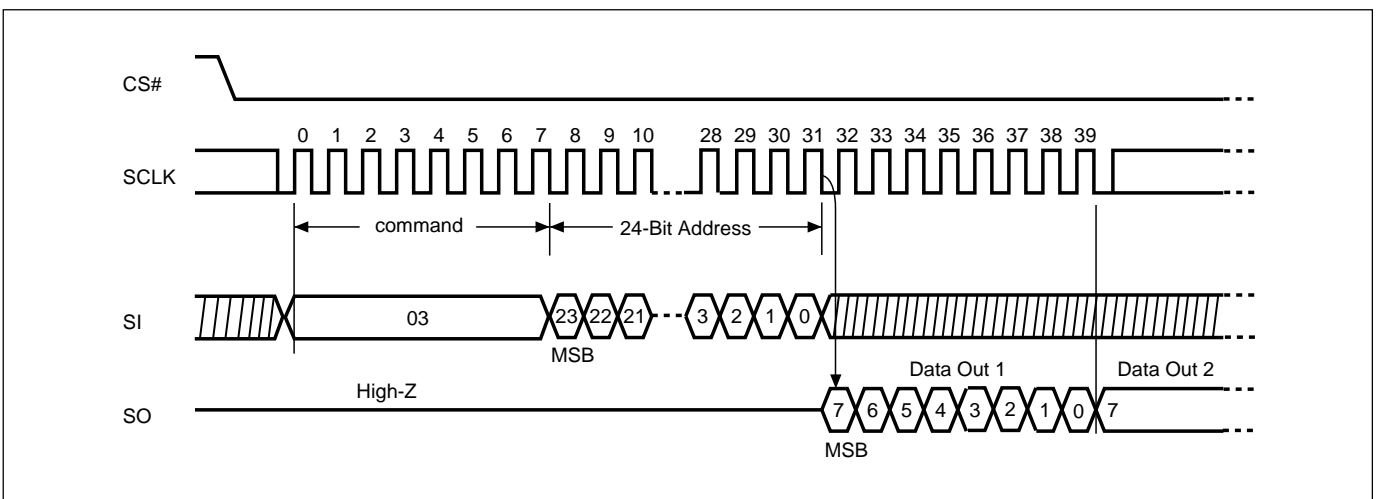 CS#
0 1 2 3 4 5 6 7 8 9 10 28 29 30 31 32 33 34 35 36 37 38 39
SCLK
command 24-Bit Address
SI 03 23 22 21 3 2 1 0
MSB
Data Out 1 Data Out 2
High-Z
SO 7 6 5 4 3 2 1 0 7
MSB